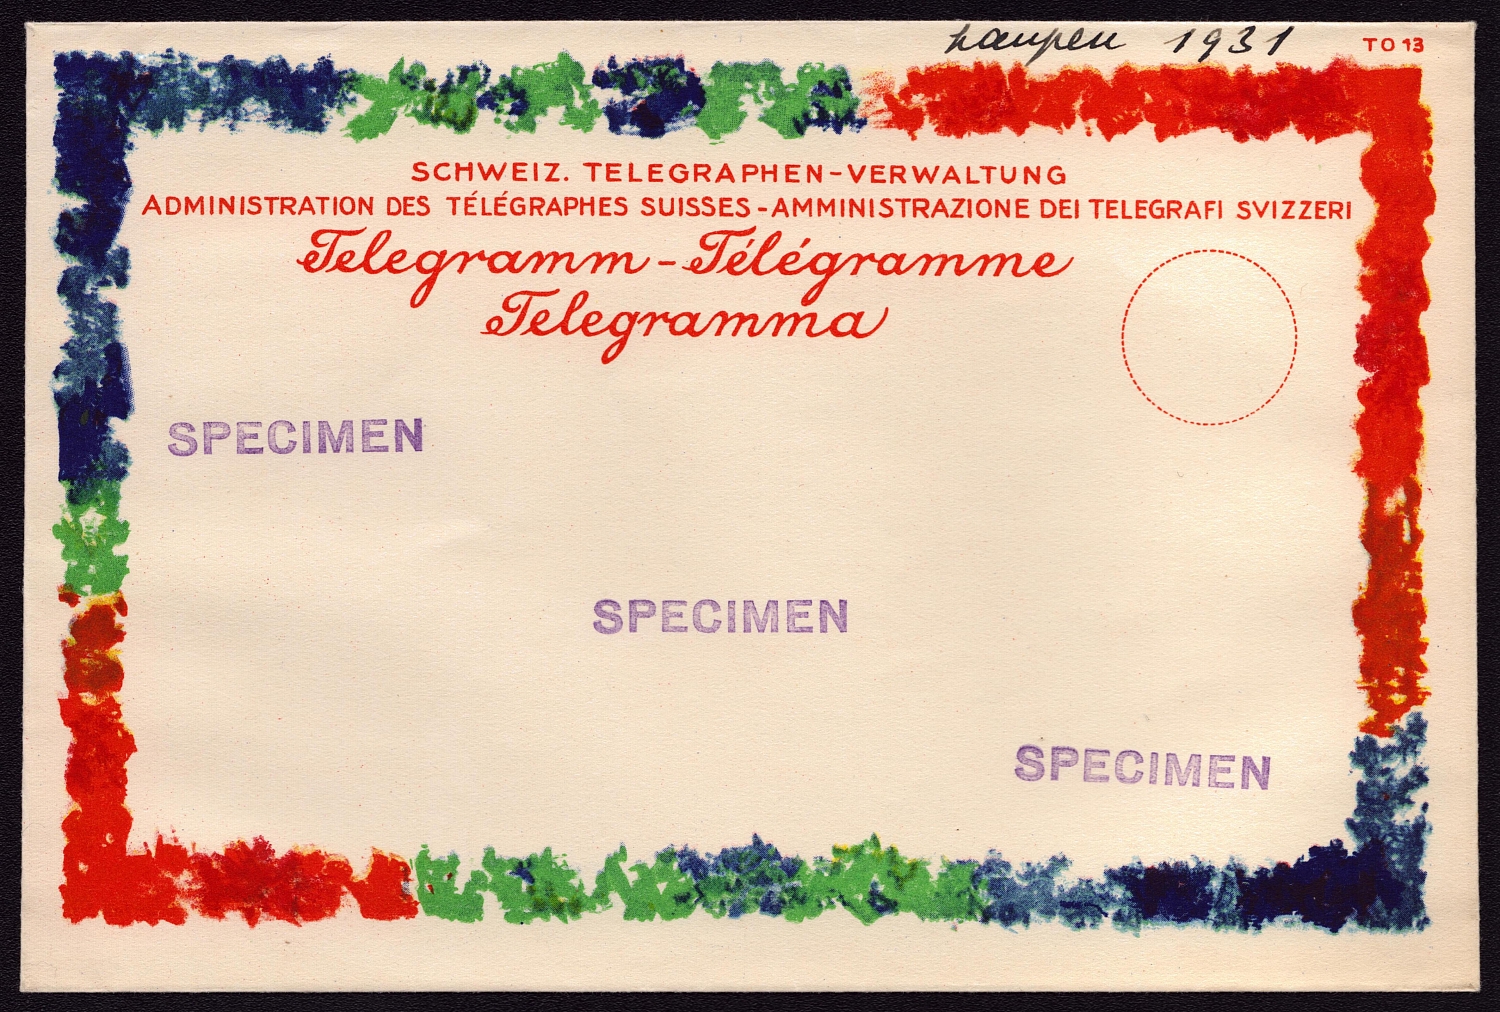 Laupen 1931
TO 13
SCHWEIZ. TELEGRAPHEN-VERWALTUNG
ADMINISTRATION DES TÉLÉGRAPHES SUISSES-AMMINISTRAZIONE DEI TELEGRAFI SVIZZERI
Telegramm-Télégramme
Telegramma
SPECIMEN
SPECIMEN
SPECIMEN